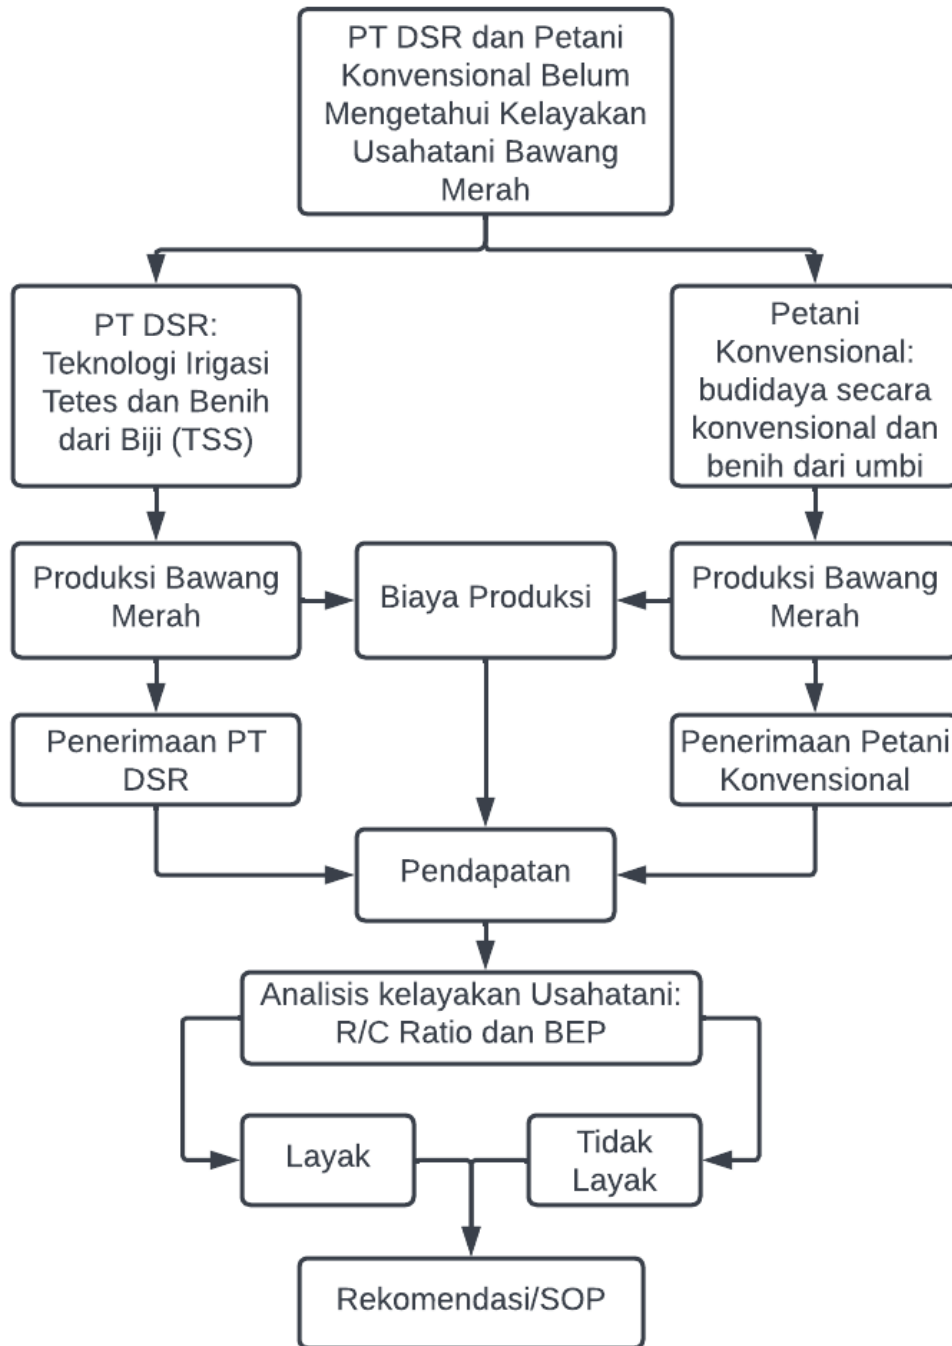 PT DSR dan Petani
Konvensional Belum
Mengetahui Kelayakan
Usahatani Bawang
Merah
PT DSR:
Teknologi Irigasi
Tetes dan Benih
dari Biji (TSS)
Petani
Konvensional:
budidaya secara
konvensional dan
benih dari umbi
Produksi Bawang
Merah
Biaya Produksi
Produksi Bawang
Merah
Penerimaan PT
DSR
Penerimaan Petani
Konvensional
Pendapatan
Analisis kelayakan Usahatani:
R/C Ratio dan BEP
Layak
Tidak
Layak
Rekomendasi/SOP